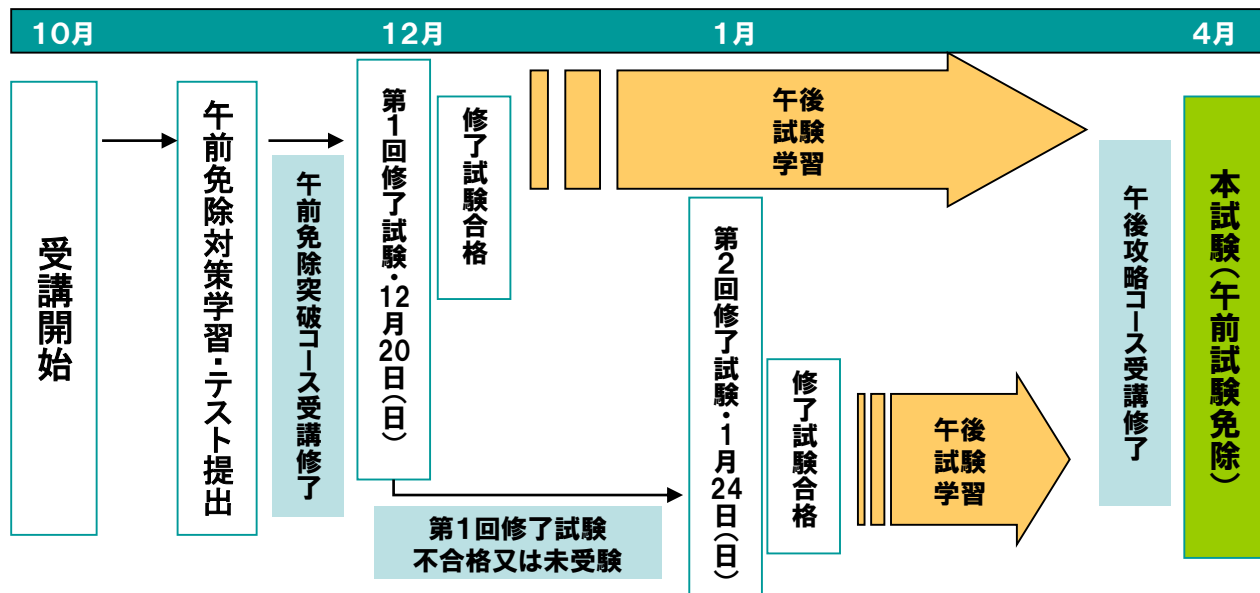 10月
12月
1月
4月
受講開始
午前免除対策学習・テスト提出
午前免除突破コース受講修了
第1回修了試験・12月20日(日)
修了試験合格
午後
試験
学習
第1回修了試験
不合格又は未受験
第2回修了試験・1月24日(日)
修了試験合格
午後
試験
学習
午後攻略コース受講修了
本試験(午前試験免除)